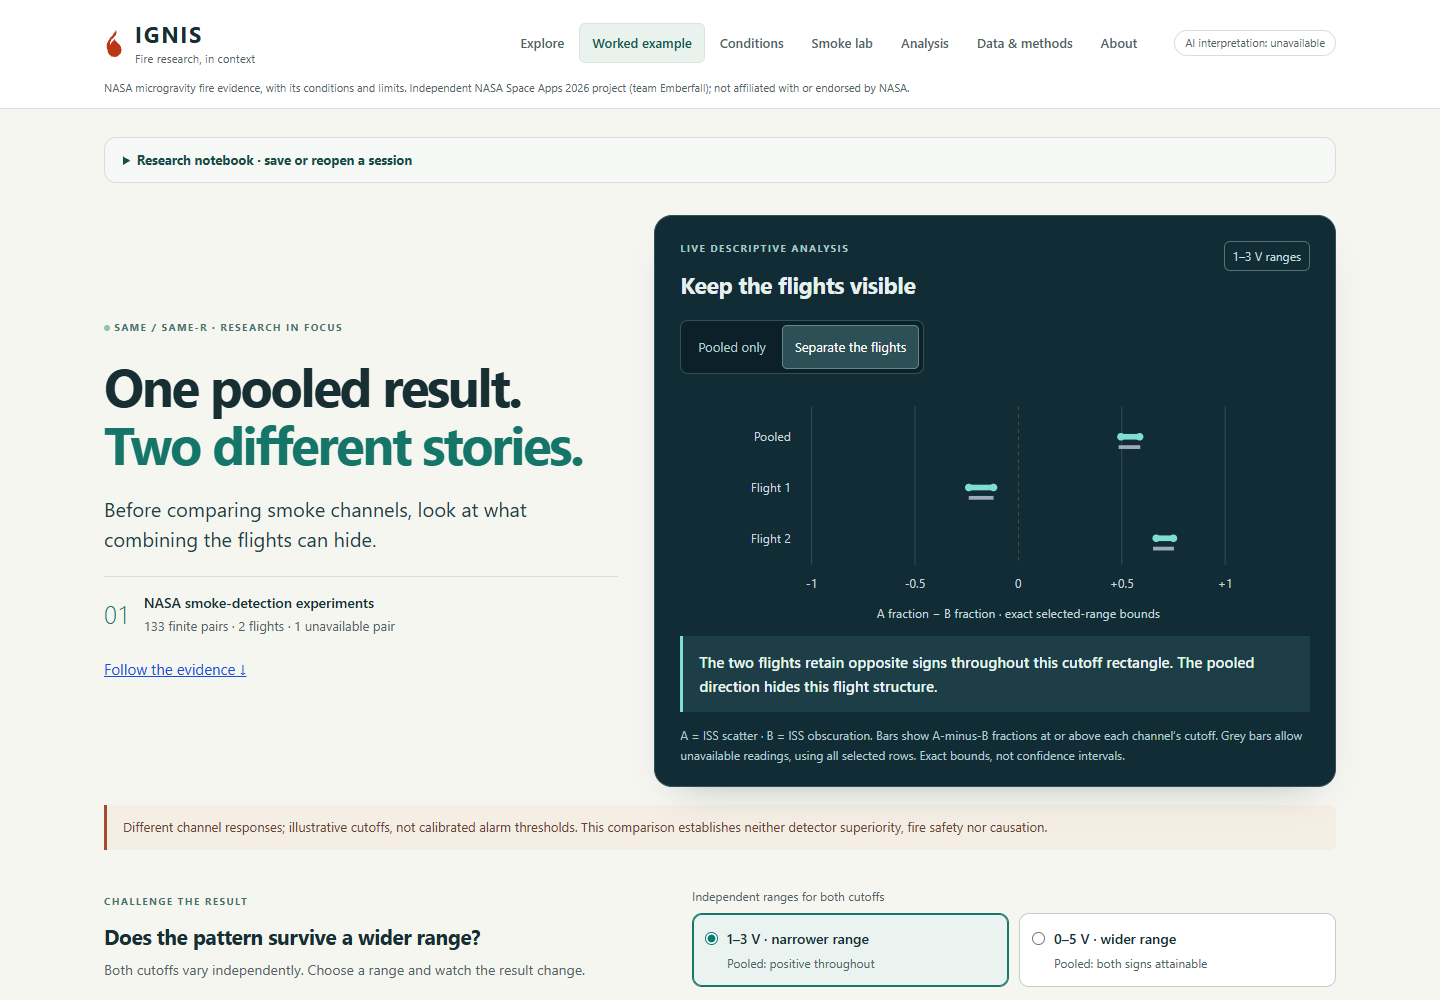 IGNIS
Fire research, in context
Explore
Worked example
Conditions
Smoke lab
Analysis
Data & methods
About
AI interpretation: unavailable
NASA microgravity fire evidence, with its conditions and limits. Independent NASA Space Apps 2026 project (team Emberfall); not affiliated with or endorsed by NASA.
Research notebook · save or reopen a session
SAME / SAME-R · RESEARCH IN FOCUS
One pooled result.
Two different stories.
Before comparing smoke channels, look at what
combining the flights can hide.
01
NASA smoke-detection experiments
133 finite pairs · 2 flights · 1 unavailable pair
Follow the evidence ↓
LIVE DESCRIPTIVE ANALYSIS
1–3 V ranges
Keep the flights visible
Pooled only
Separate the flights
Pooled
Flight 1
Flight 2
-1
-0.5
0
+0.5
+1
A fraction − B fraction · exact selected-range bounds
The two flights retain opposite signs throughout this cutoff rectangle. The pooled
direction hides this flight structure.
A = ISS scatter · B = ISS obscuration. Bars show A-minus-B fractions at or above each channel's cutoff. Grey bars allow
unavailable readings, using all selected rows. Exact bounds, not confidence intervals.
Different channel responses; illustrative cutoffs, not calibrated alarm thresholds. This comparison establishes neither detector superiority, fire safety nor causation.
CHALLENGE THE RESULT
Does the pattern survive a wider range?
Both cutoffs vary independently. Choose a range and watch the result change.
Independent ranges for both cutoffs
1–3 V · narrower range
Pooled: positive throughout
0–5 V · wider range
Pooled: both signs attainable